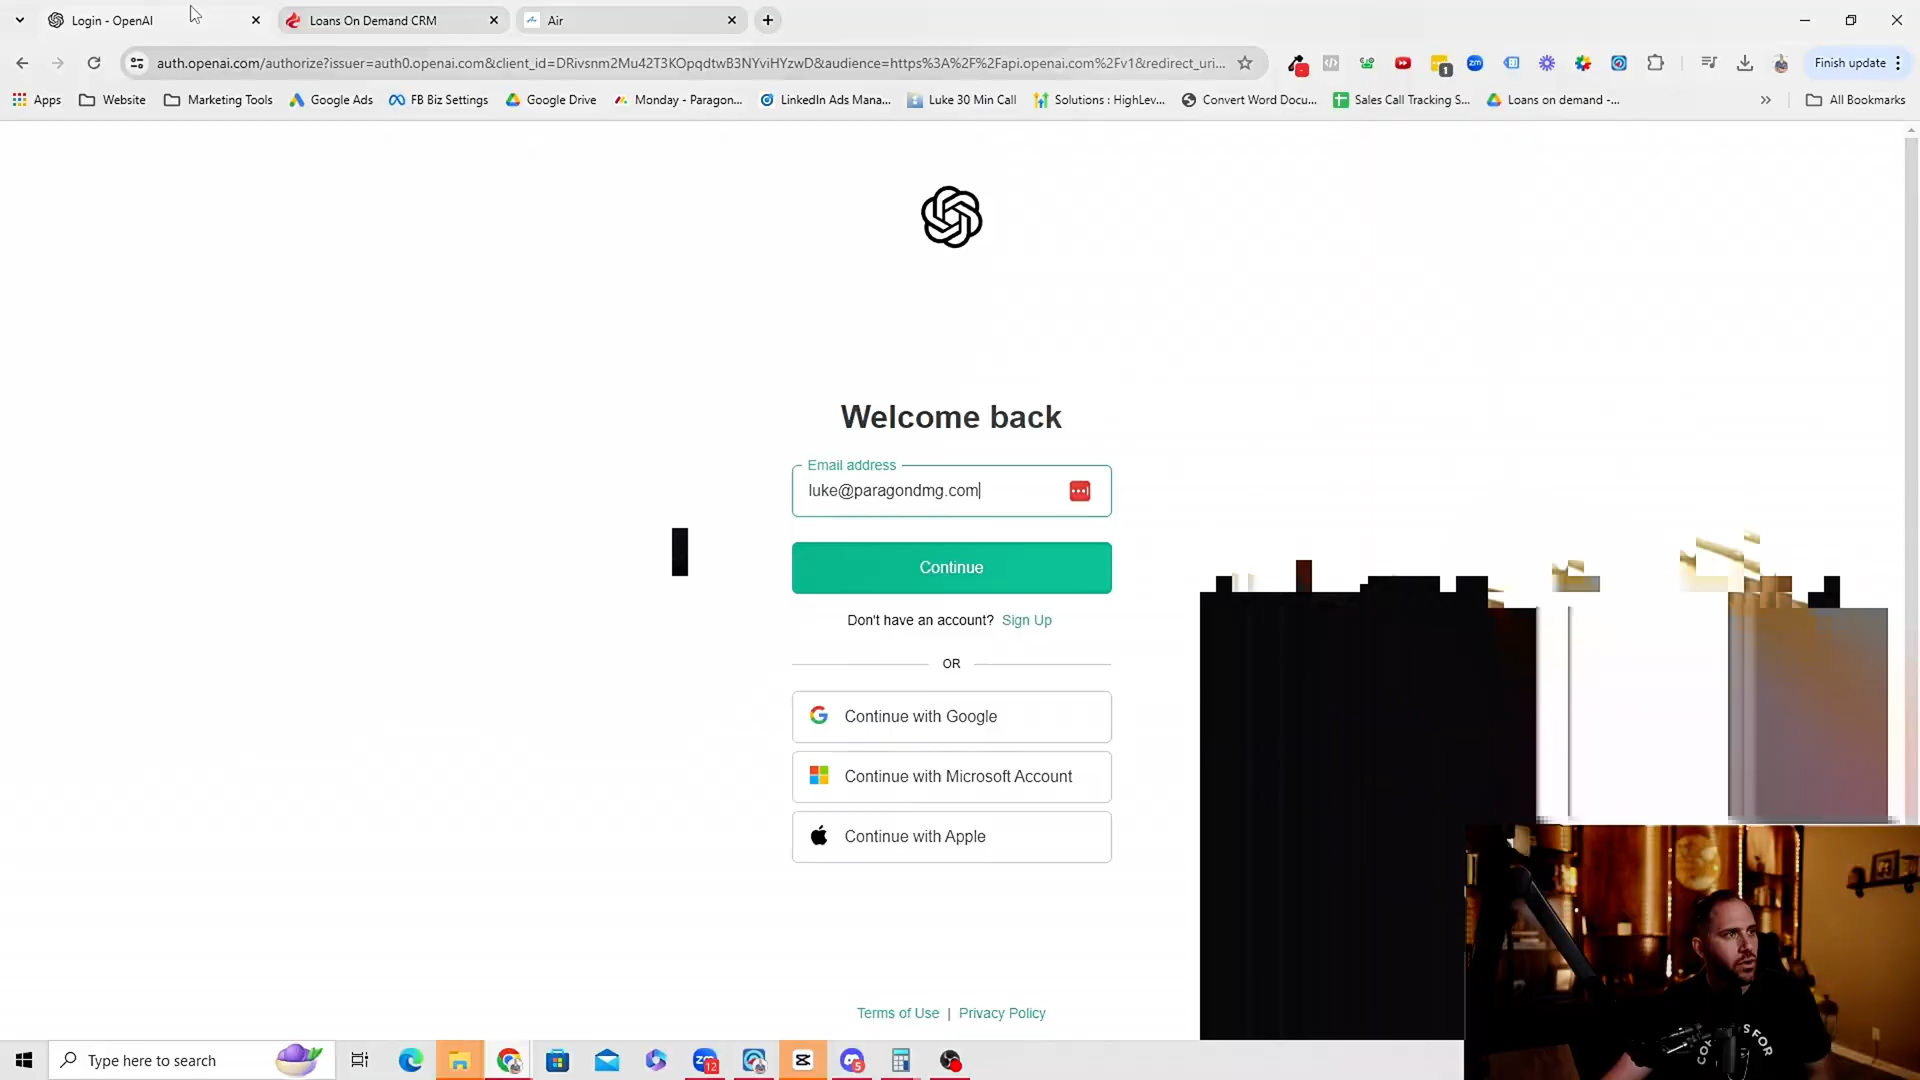 Login - OpenAI
Loans On Demand CRM
Air
auth.openai.com/authorize?issuer=auth0.openai.com&client_id=DRivsnm2Mu42T3KOpqdtwB3NYviHYzwD&audience=https%3A%2F%2Fapi.openai.com%2Fv1&redirect_uri...
Finish update
Apps
Website
Marketing Tools
Google Ads
FB Biz Settings
Google Drive
Monday - Paragon...
LinkedIn Ads Mana...
Luke 30 Min Call
Solutions : HighLev...
Convert Word Docu...
Sales Call Tracking S...
Loans on demand -...
All Bookmarks
Welcome back
Email address
luke@paragondmg.com
Continue
Don't have an account? Sign Up
OR
Continue with Google
Continue with Microsoft Account
Continue with Apple
Terms of Use | Privacy Policy
Type here to search
zm
12
5